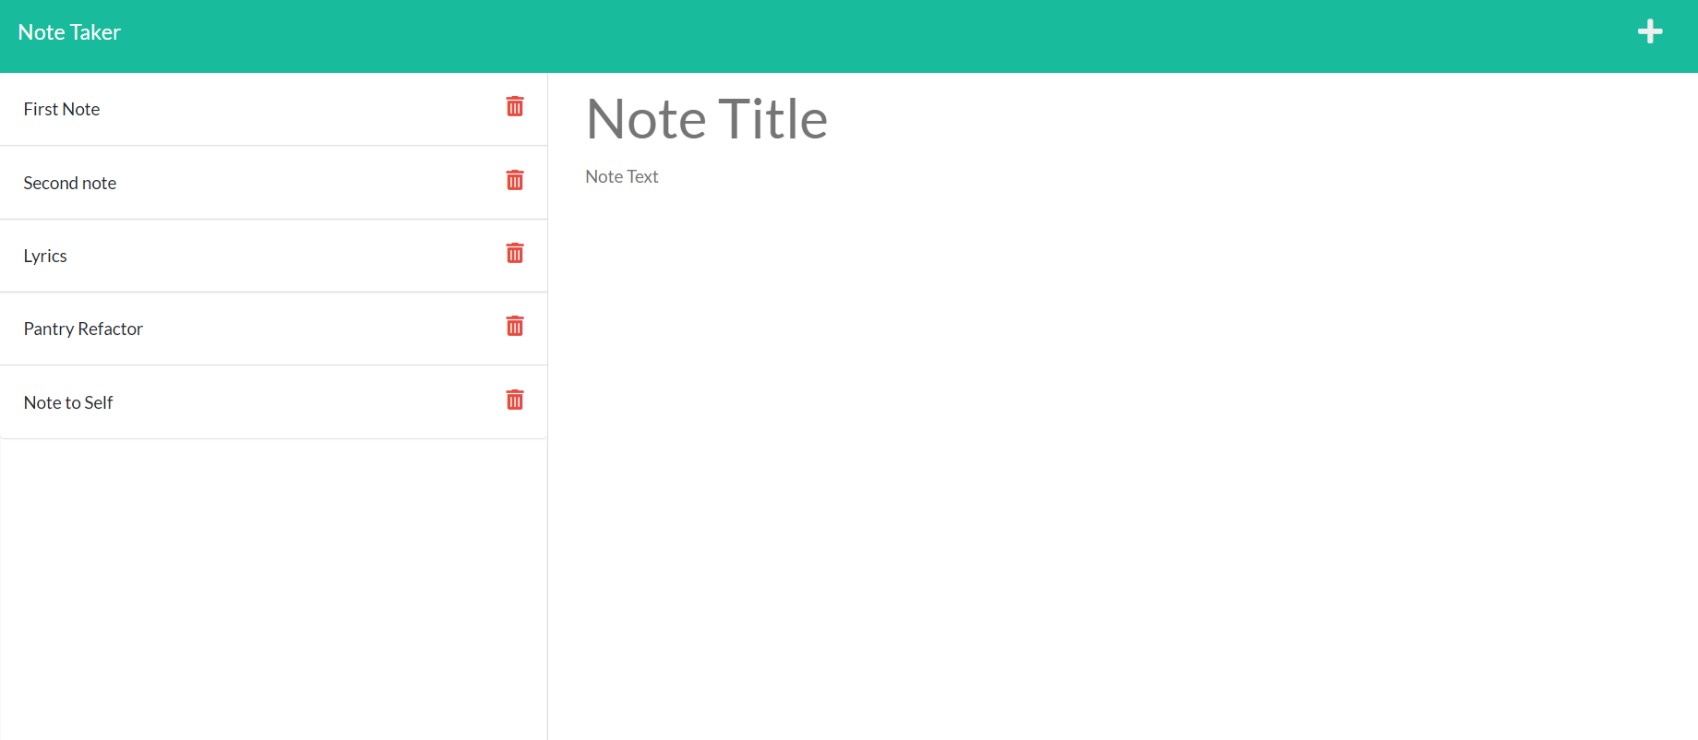 Note Taker
First Note
Second note
Lyrics
Pantry Refactor
Note to Self
Note Title
Note Text